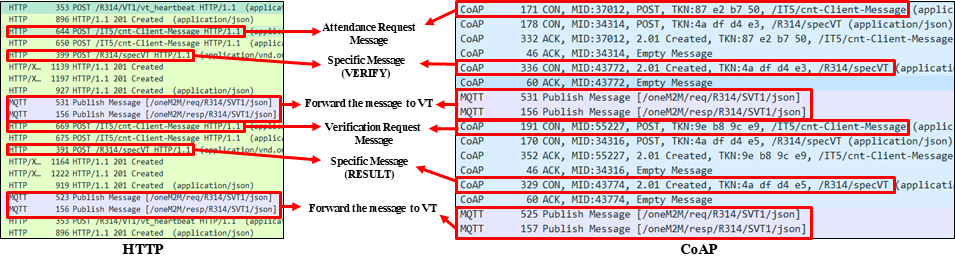 HTTP 353 POST /R314/VT1/vt_heartbeat HTTP/1.1 (applicati
HTTP 896 HTTP/1.1 201 Created (application/json)
HTTP 644 POST /IT5/cnt-Client-Message HTTP/1.1
HTTP 650 POST /IT5/cnt-Client-Message HTTP/1.1
HTTP 399 POST /R314/specVT HTTP/1.1 (application/vnd.o
HTTP/X… 1139 HTTP/1.1 201 Created
HTTP/X… 1197 HTTP/1.1 201 Created
HTTP 927 HTTP/1.1 201 Created (application/json)
MQTT 531 Publish Message [/oneM2M/req/R314/SVT1/json]
MQTT 156 Publish Message [/oneM2M/resp/R314/SVT1/json]
HTTP 669 POST /IT5/cnt-Client-Message HTTP/1.1
HTTP 675 POST /IT5/cnt-Client-Message HTTP/1.1
HTTP 391 POST /R314/specVT HTTP/1.1 (application/vnd.on
HTTP/X… 1164 HTTP/1.1 201 Created
HTTP/X… 1222 HTTP/1.1 201 Created
HTTP 919 HTTP/1.1 201 Created (application/json)
MQTT 523 Publish Message [/oneM2M/req/R314/SVT1/json]
MQTT 156 Publish Message [/oneM2M/resp/R314/SVT1/json]
HTTP 353 POST /R314/VT1/vt_heartbeat HTTP/1.1 (applicati
HTTP 896 HTTP/1.1 201 Created (application/json)
HTTP
Attendance Request
Message
Specific Message
(VERIFY)
Forward the message to VT
Verification Request
Message
Specific Message
(RESULT)
Forward the message to VT
CoAP 171 CON, MID:37012, POST, TKN:87 e2 b7 50, /IT5/cnt-Client-Message (applic
CoAP 178 CON, MID:34314, POST, TKN:4a df d4 e3, /R314/specVT (application/json)
CoAP 332 ACK, MID:37012, 2.01 Created, TKN:87 e2 b7 50, /IT5/cnt-Client-Message
CoAP 46 ACK, MID:34314, Empty Message
CoAP 336 CON, MID:43772, 2.01 Created, TKN:4a df d4 e3, /R314/specVT (applicatio
CoAP 60 ACK, MID:43772, Empty Message
MQTT 531 Publish Message [/oneM2M/req/R314/SVT1/json]
MQTT 156 Publish Message [/oneM2M/resp/R314/SVT1/json]
CoAP 191 CON, MID:55227, POST, TKN:9e b8 9c e9, /IT5/cnt-Client-Message (applic
CoAP 170 CON, MID:34316, POST, TKN:4a df d4 e5, /R314/specVT (application/json)
CoAP 352 ACK, MID:55227, 2.01 Created, TKN:9e b8 9c e9, /IT5/cnt-Client-Message
CoAP 46 ACK, MID:34316, Empty Message
CoAP 329 CON, MID:43774, 2.01 Created, TKN:4a df d4 e5, /R314/specVT (applicatio
CoAP 60 ACK, MID:43774, Empty Message
MQTT 525 Publish Message [/oneM2M/req/R314/SVT1/json]
MQTT 157 Publish Message [/oneM2M/resp/R314/SVT1/json]
CoAP